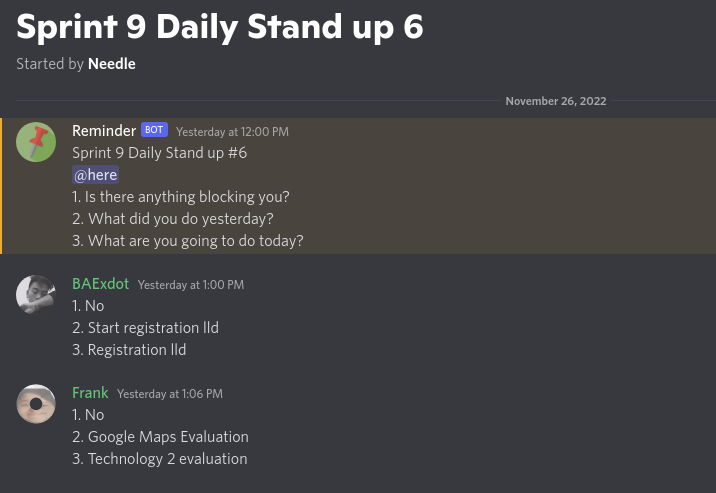 Sprint 9 Daily Stand up 6
Started by Needle
November 26, 2022
Reminder BOT Yesterday at 12:00 PM
Sprint 9 Daily Stand up #6
@here
1. Is there anything blocking you?
2. What did you do yesterday?
3. What are you going to do today?
BAExdot Yesterday at 1:00 PM
1. No
2. Start registration lld
3. Registration lld
Frank Yesterday at 1:06 PM
1. No
2. Google Maps Evaluation
3. Technology 2 evaluation